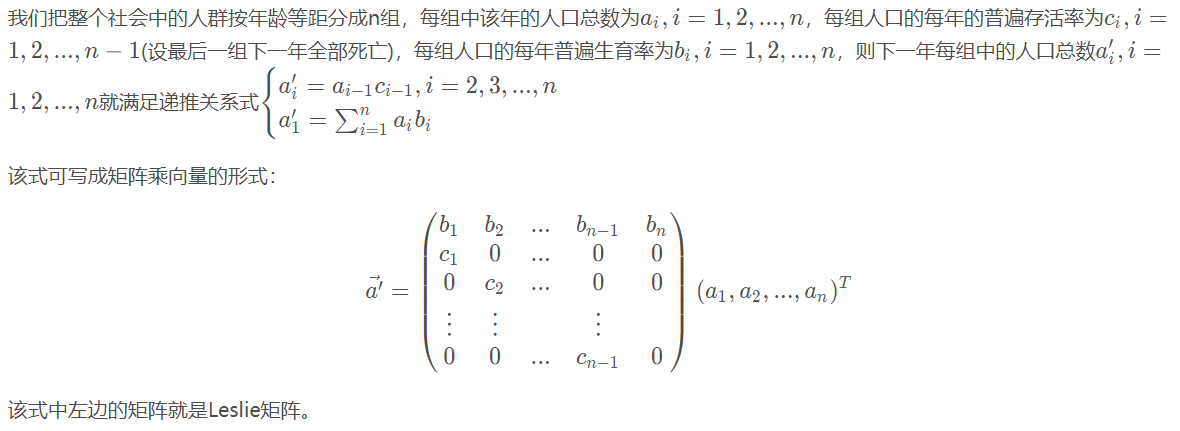 我们把整个社会中的人群按年龄等距分成n组，每组中该年的人口总数为$a_i, i = 1, 2, ..., n$，每组人口的每年的普遍存活率为$c_i, i =$
$1, 2, ..., n-1$(设最后一组下一年全部死亡)，每组人口的每年普遍生育率为$b_i, i = 1, 2, ..., n$，则下一年每组中的人口总数$a_i', i =$
$1, 2, ..., n$就满足递推关系式$\begin{cases} a_i' = a_{i-1}c_{i-1}, i = 2, 3, ..., n \\ a_1' = \sum_{i=1}^{n} a_i b_i \end{cases}$
该式可写成矩阵乘向量的形式：
$\vec{a}' = \begin{pmatrix} b_1 & b_2 & ... & b_{n-1} & b_n \\ c_1 & 0 & ... & 0 & 0 \\ 0 & c_2 & ... & 0 & 0 \\ \vdots & \vdots & & \vdots & \\ 0 & 0 & ... & c_{n-1} & 0 \end{pmatrix} (a_1, a_2, ..., a_n)^T$
该式中左边的矩阵就是Leslie矩阵。